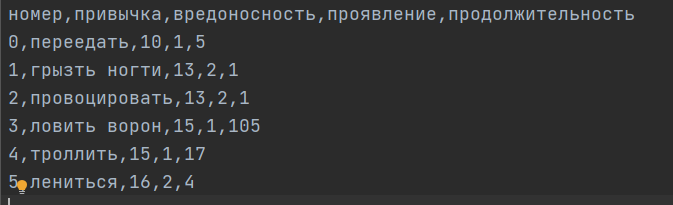 номер,привычка,вредоносность,проявление,продолжительность
0,переедать,10,1,5
1,грызть ногти,13,2,1
2,провоцировать,13,2,1
3,ловить ворон,15,1,105
4,троллить,15,1,17
5,лениться,16,2,4